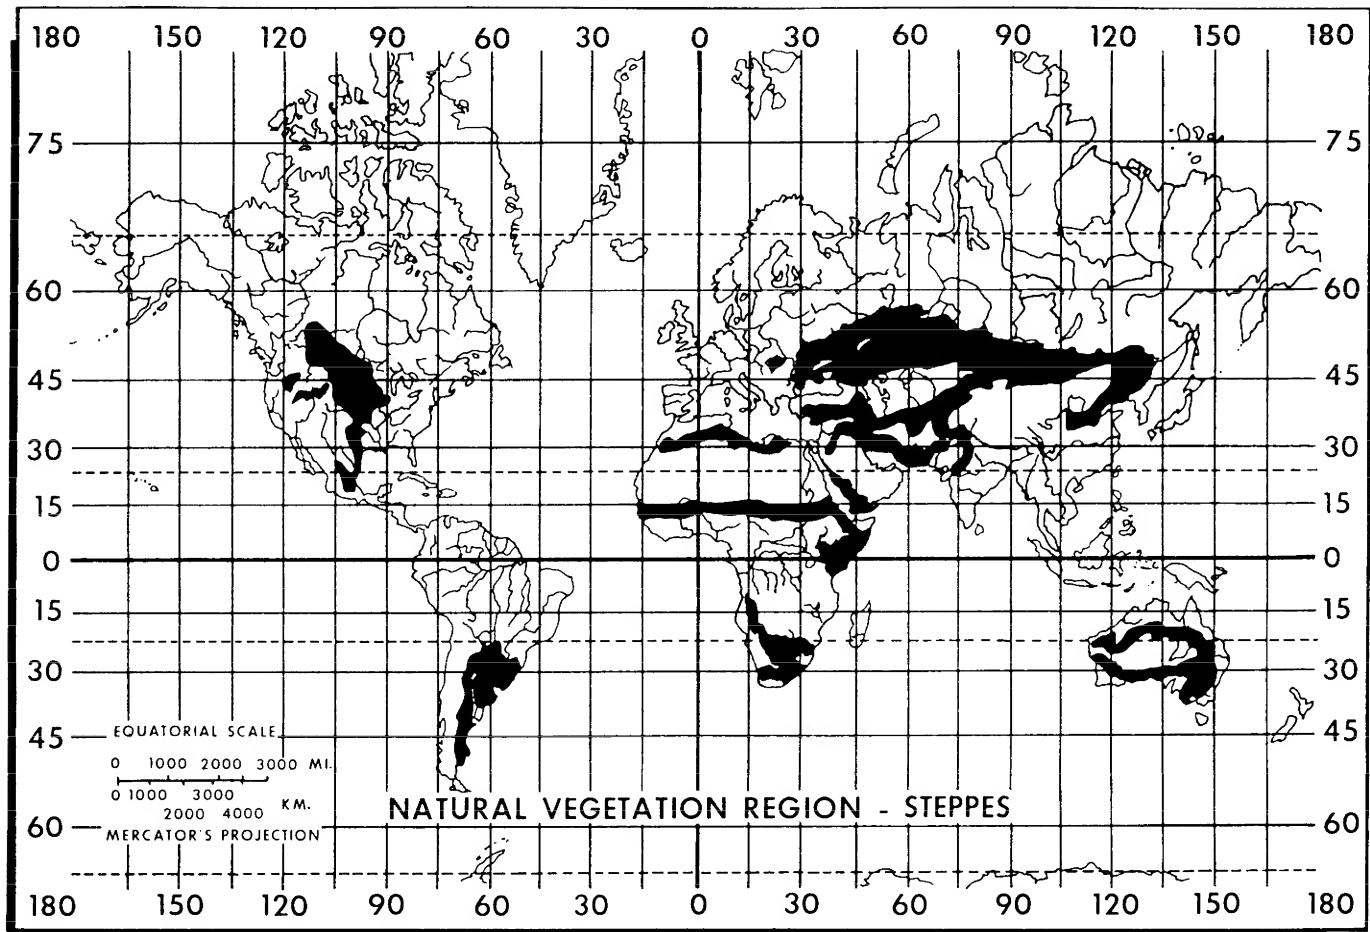 180 150 120 90 60 30 0 30 60 90 120 150 180
75 75
60 60
45 45
30 30
15 15
0 0
15 15
30 30
45 45
EQUATORIAL SCALE
0 1000 2000 3000 MI.
0 1000 3000
2000 4000 KM.
NATURAL VEGETATION REGION - STEPPES
60 60
MERCATOR'S PROJECTION
180 150 120 90 60 30 0 30 60 90 120 150 180